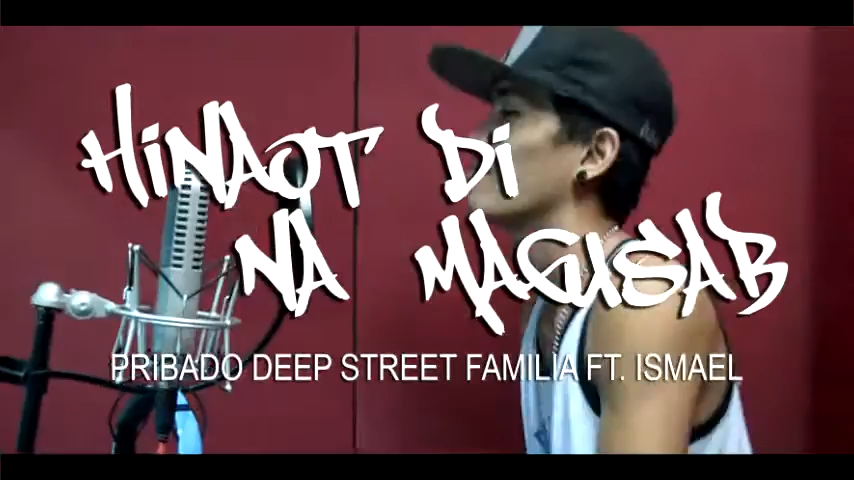 HINAOT DI
NA MAGUSAB
PRIBADO DEEP STREET FAMILIA FT. ISMAEL